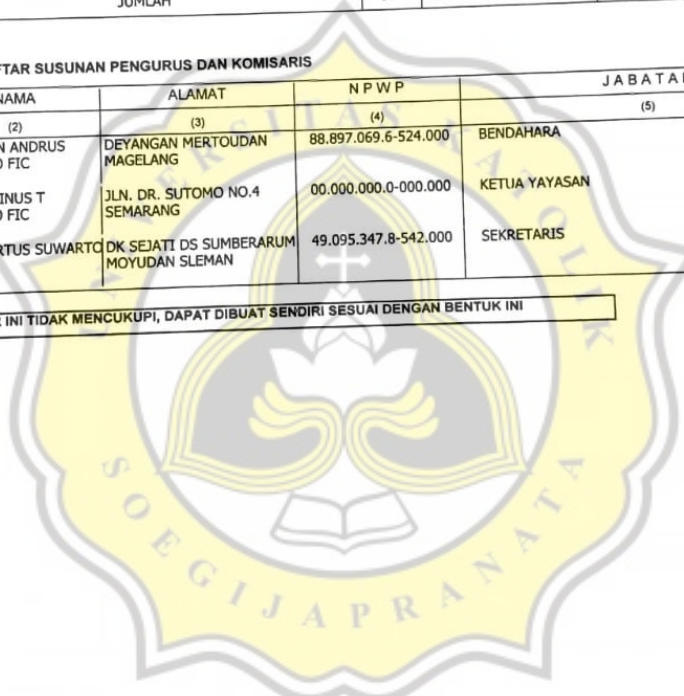 JUMLAH
FTAR SUSUNAN PENGURUS DAN KOMISARIS
NAMA ALAMAT N P W P J A B A T A
(2) (3) (4) (5)
N ANDRUS DEYANGAN MERTOUDAN 88.897.069.6-524.000 BENDAHARA
O FIC MAGELANG
INUS T JLN. DR. SUTOMO NO.4 00.000.000.0-000.000 KETUA YAYASAN
O FIC SEMARANG
RTUS SUWARTO DK SEJATI DS SUMBERARUM 49.095.347.8-542.000 SEKRETARIS
MOYUDAN SLEMAN
INI TIDAK MENCUKUPI, DAPAT DIBUAT SENDIRI SESUAI DENGAN BENTUK INI
UNIVERSITAS KATOLIK
SOEGIJAPRANATA